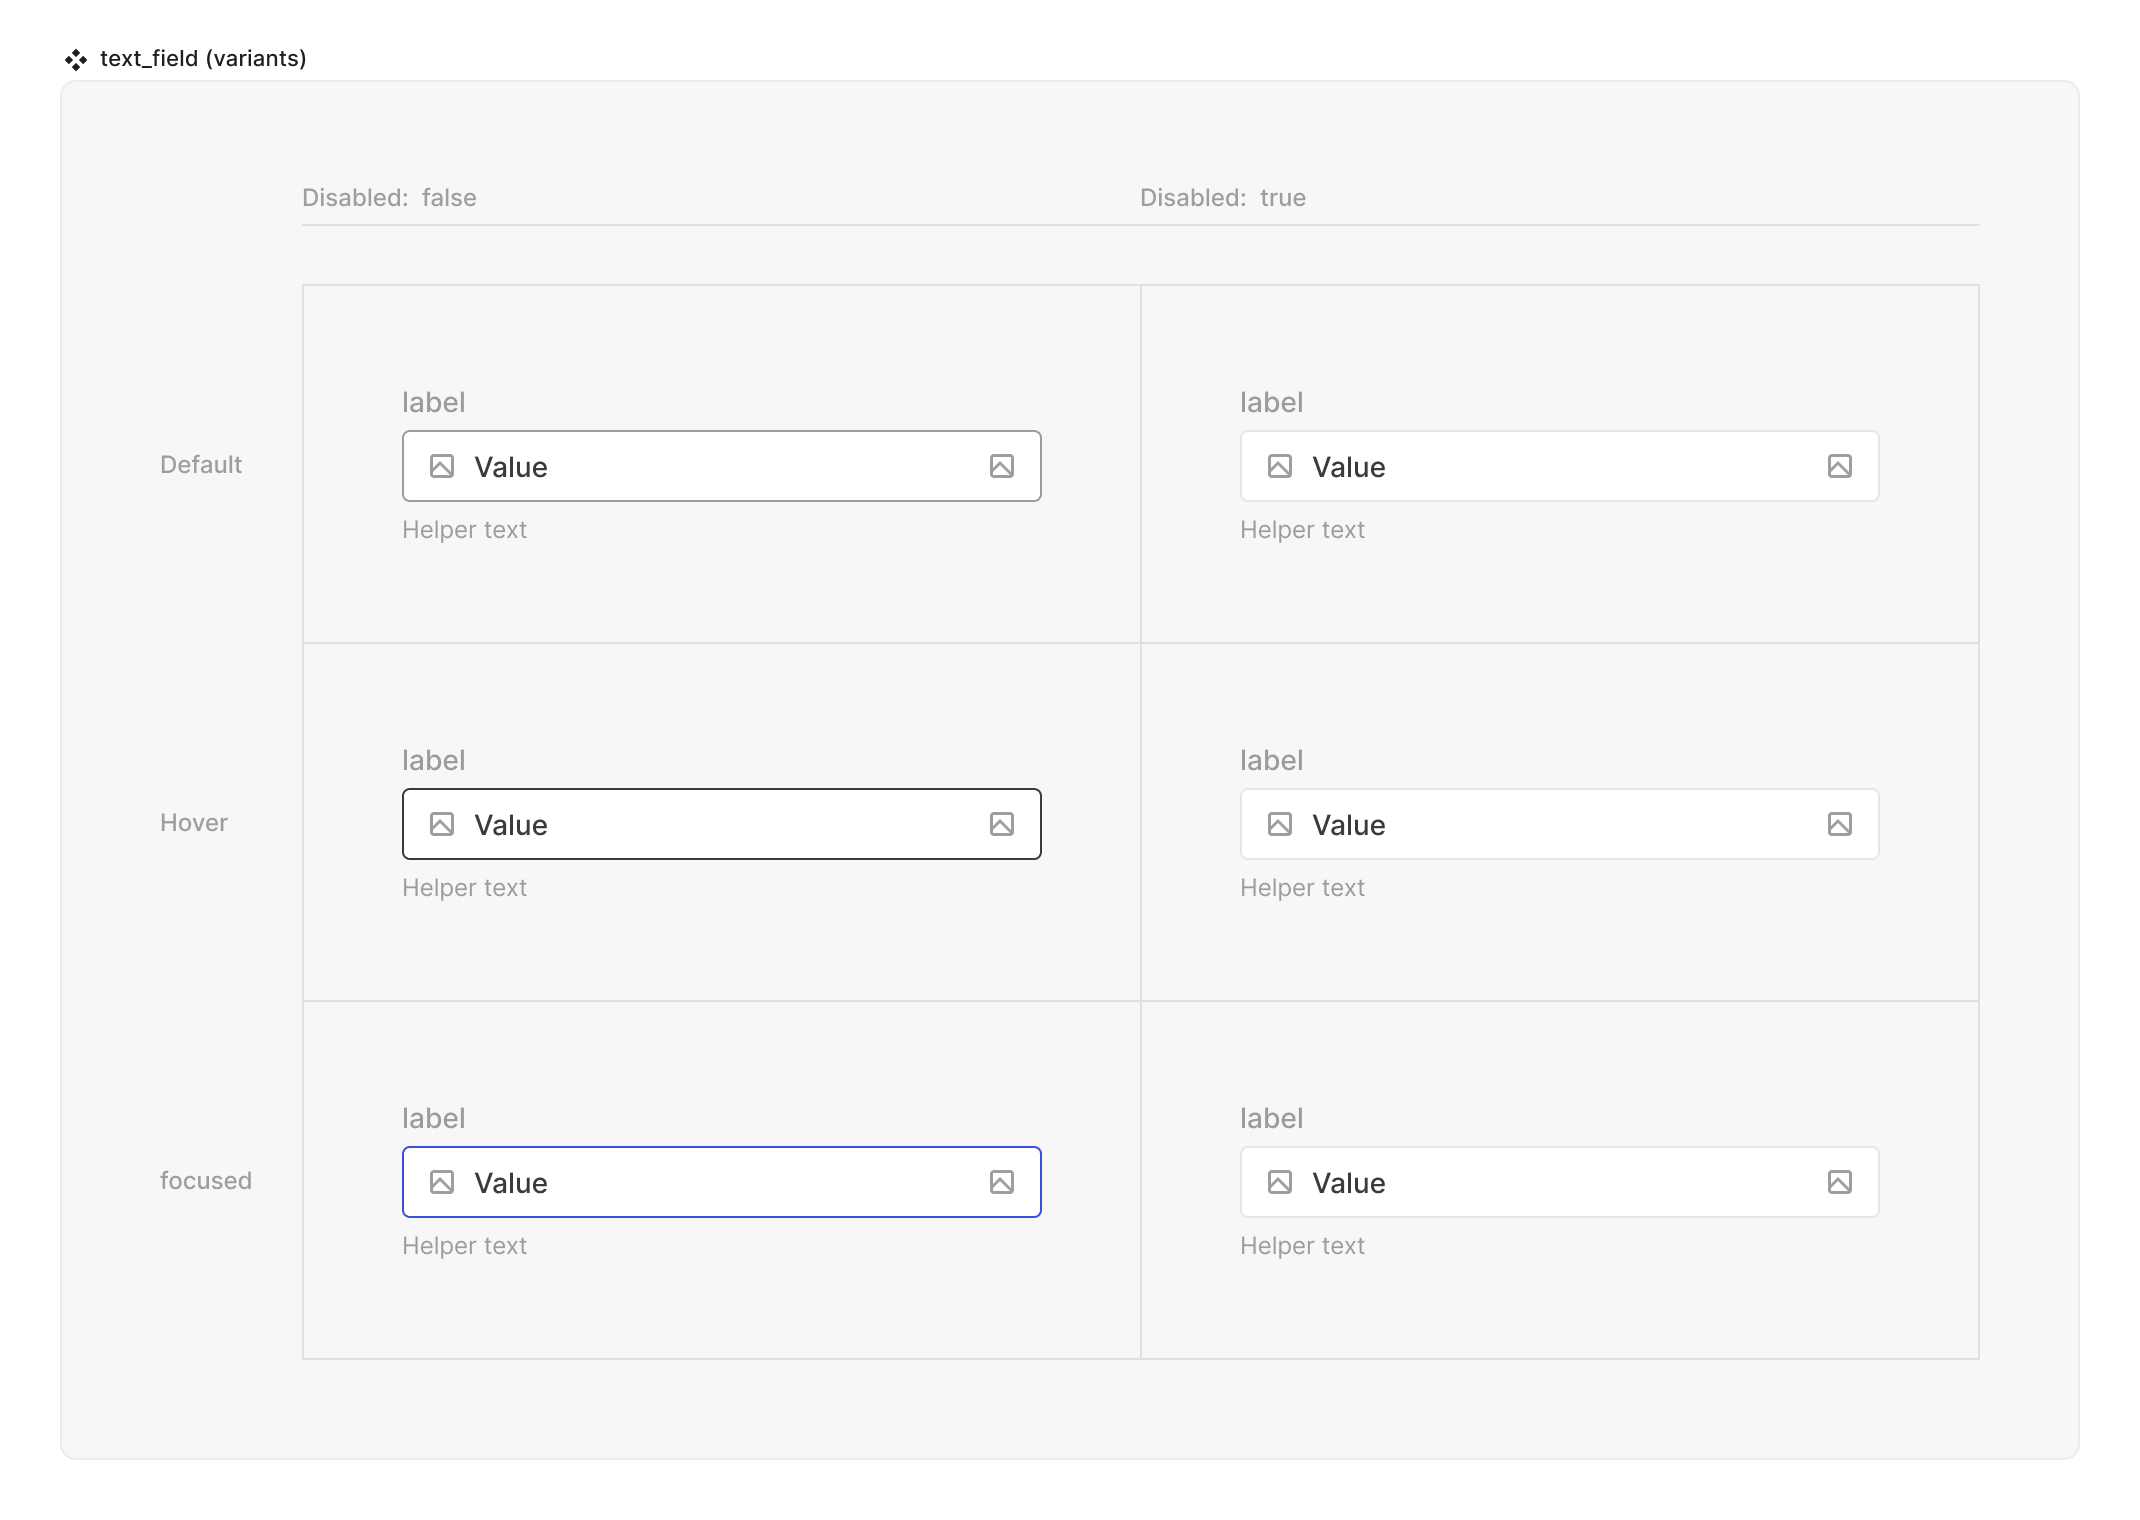 text_field (variants)
Disabled: false
Disabled: true
label
label
Default
Value
Value
Helper text
Helper text
label
label
Hover
Value
Value
Helper text
Helper text
label
label
focused
Value
Value
Helper text
Helper text